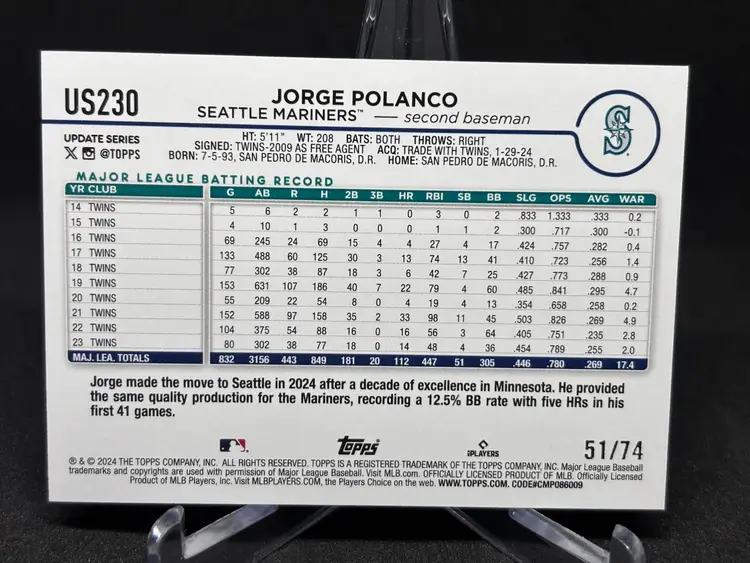 US230
JORGE POLANCO
SEATTLE MARINERS™ — second baseman
S
UPDATE SERIES
X @TOPPS
HT: 5'11" WT: 208 BATS: BOTH THROWS: RIGHT
SIGNED: TWINS-2009 AS FREE AGENT ACQ: TRADE WITH TWINS, 1-29-24
BORN: 7-5-93, SAN PEDRO DE MACORIS, D.R. HOME: SAN PEDRO DE MACORIS, D.R.
MAJOR LEAGUE BATTING RECORD
YR CLUB G AB R H 2B 3B HR RBI SB BB SLG OPS AVG WAR
14 TWINS 5 6 2 2 1 1 0 3 0 2 .833 1.333 .333 0.2
15 TWINS 4 10 1 3 0 0 0 1 1 2 .300 .717 .300 -0.1
16 TWINS 69 245 24 69 15 4 4 27 4 17 .424 .757 .282 0.4
17 TWINS 133 488 60 125 30 3 13 74 13 41 .410 .723 .256 1.4
18 TWINS 77 302 38 87 18 3 6 42 7 25 .427 .773 .288 0.9
19 TWINS 153 631 107 186 40 7 22 79 4 60 .485 .841 .295 4.7
20 TWINS 55 209 22 54 8 0 4 19 4 13 .354 .658 .258 0.2
21 TWINS 152 588 97 158 35 2 33 98 11 45 .503 .826 .269 4.9
22 TWINS 104 375 54 88 16 0 16 56 3 64 .405 .751 .235 2.8
23 TWINS 80 302 38 77 18 0 14 48 4 36 .454 .789 .255 2.0
MAJ. LEA. TOTALS 832 3156 443 849 181 20 112 447 51 305 .446 .780 .269 17.4
Jorge made the move to Seattle in 2024 after a decade of excellence in Minnesota. He provided
the same quality production for the Mariners, recording a 12.5% BB rate with five HRs in his
first 41 games.
Topps
iPLAYERS
51/74
® & © 2024 THE TOPPS COMPANY, INC. ALL RIGHTS RESERVED. TOPPS IS A REGISTERED TRADEMARK OF THE TOPPS COMPANY, INC. Major League Baseball
trademarks and copyrights are used with permission of Major League Baseball. Visit MLB.com. OFFICIALLY LICENSED PRODUCT OF MLB. Officially Licensed
Product of MLB Players, Inc. Visit MLBPLAYERS.com, the Players Choice on the web. WWW.TOPPS.COM. CODE#CMP086009